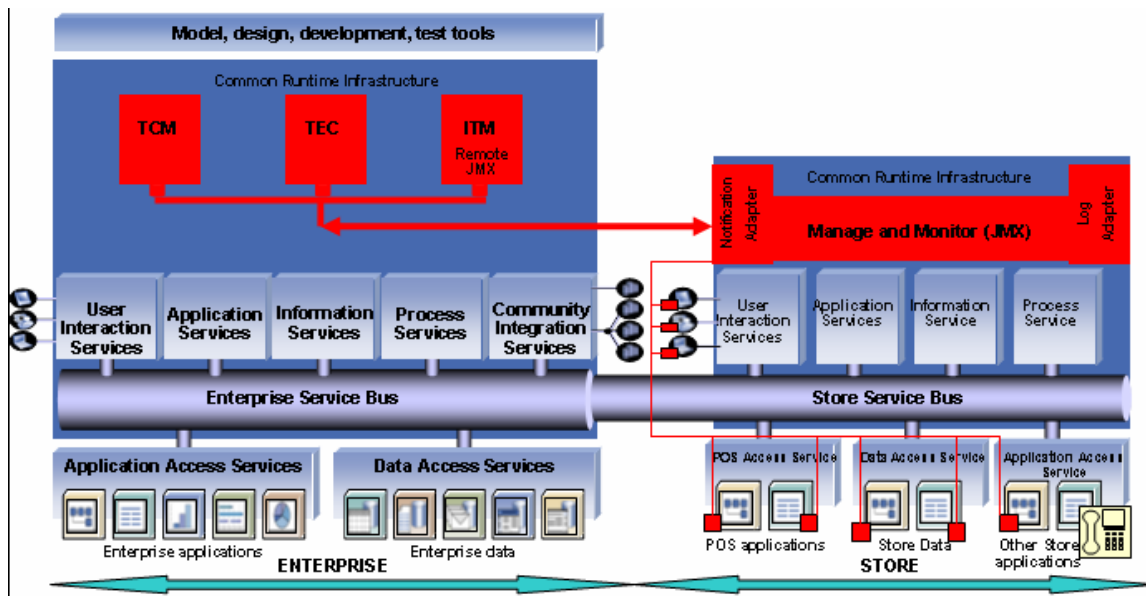 Model, design, development, test tools
Common Runtime Infrastructure
TCM
TEC
ITM
Remote
JMX
Common Runtime Infrastructure
Notification
Adapter
Manage and Monitor (JMX)
Log
Adapter
User
Interaction
Services
Application
Services
Information
Services
Process
Services
Community
Integration
Services
User
Interaction
Services
Application
Services
Information
Service
Process
Service
Enterprise Service Bus
Store Service Bus
Application Access Services
Data Access Services
POS Access Service
Data Access Service
Application Access
Service
Enterprise applications
Enterprise data
POS applications
Store Data
Other Store
applications
ENTERPRISE
STORE